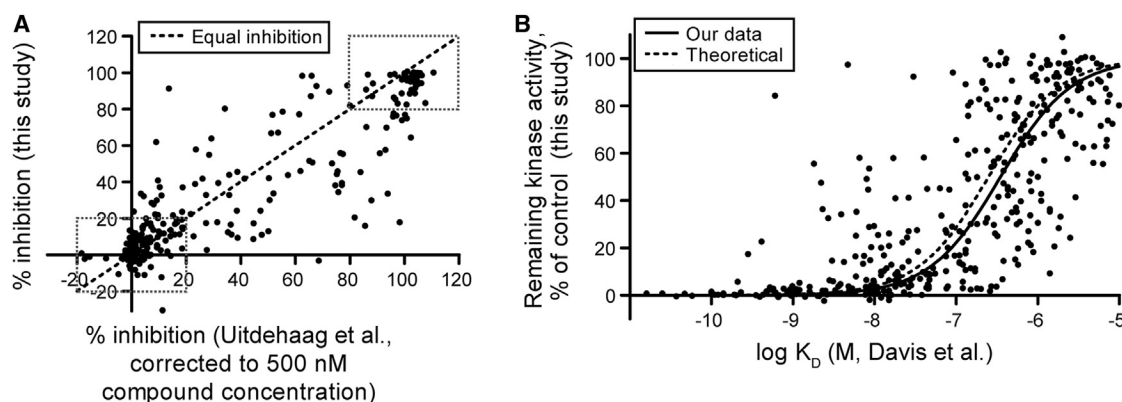 A
120
Equal inhibition
100
80
60
40
20
-20
20
40
60
80
100
120
-20
% inhibition (this study)
% inhibition (Uitdehaag et al.,
corrected to 500 nM
compound concentration)
B
Our data
Theoretical
100
80
60
40
20
0
-10
-9
-8
-7
-6
-5
Remaining kinase activity,
% of control (this study)
log K_D (M, Davis et al.)